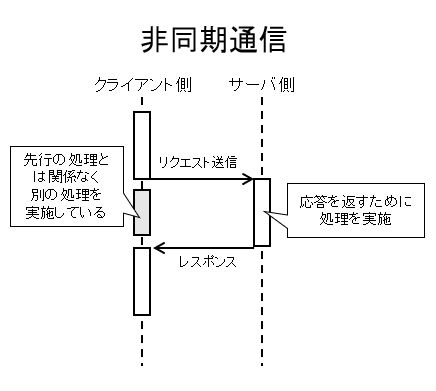 非同期通信
クライアント側
サーバ側
先行の処理と
は関係なく
別の処理を
実施している
リクエスト送信
応答を返すために
処理を実施
レスポンス